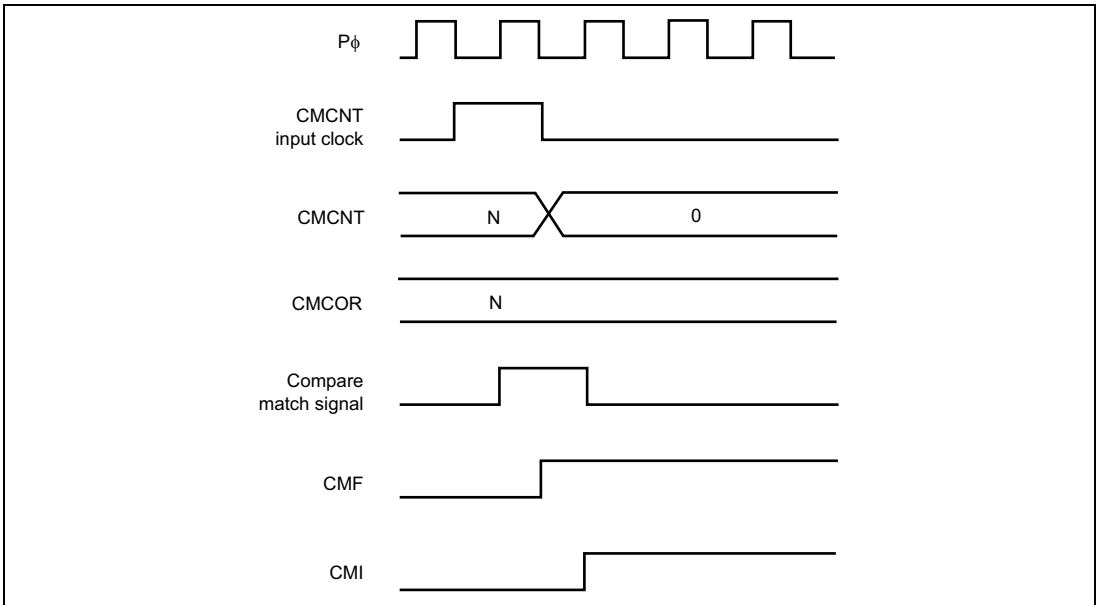 Pϕ
CMCNT
input clock
CMCNT
N
0
CMCOR
N
Compare
match signal
CMF
CMI